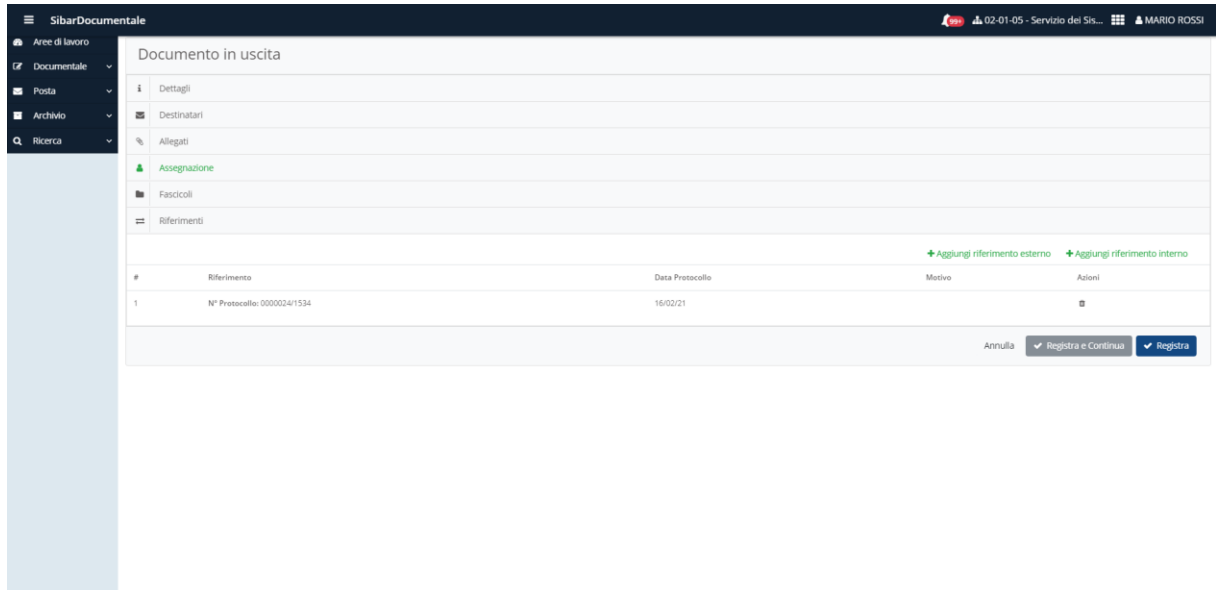 SibarDocumentale
99+ 02-01-05 - Servizio dei Sis... MARIO ROSSI
Aree di lavoro
Documentale
Posta
Archivio
Ricerca
Documento in uscita
Dettagli
Destinatari
Allegati
Assegnazione
Fascicoli
Riferimenti
Aggiungi riferimento esterno Aggiungi riferimento interno
# Riferimento Data Protocollo Motivo Azioni
1 N° Protocollo: 0000024/1534 16/02/21
Annulla Registra e Continua Registra